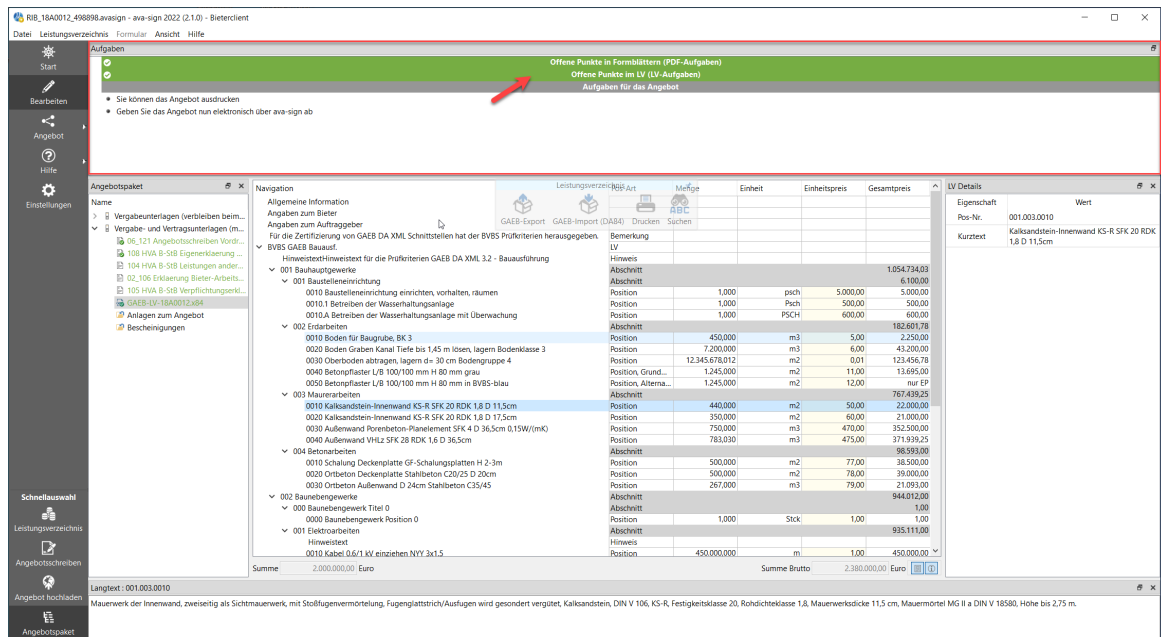 RIB_18A0012_498898.avasign - ava-sign 2022 (2.1.0) - Bieterclient
Datei Leistungsverzeichnis Formular Ansicht Hilfe
Start
Bearbeiten
Angebot
Hilfe
Einstellungen
Schnellauswahl
Leistungsverzeichnis
Angebotsschreiben
Angebot hochladen
Angebotspaket
Aufgaben
Offene Punkte in Formblättern (PDF-Aufgaben)
Offene Punkte im LV (LV-Aufgaben)
Aufgaben für das Angebot
Sie können das Angebot ausdrucken
Geben Sie das Angebot nun elektronisch über ava-sign ab
Angebotspaket
Name
Vergabeunterlagen (verbleiben beim...
Vergabe- und Vertragsunterlagen (m...
06_121 Angebotsschreiben Vordr...
108 HVA B-StB Eigenerklaerung ...
104 HVA B-StB Leistungen ander...
02_106 Erklaerung Bieter-Arbeits...
105 HVA B-StB Verpflichtungserkl...
GAEB-LV-18A0012.x84
Anlagen zum Angebot
Bescheinigungen
Leistungsverzeichnis
GAEB-Export GAEB-Import (DA84) Drucken Suchen
ABC
Navigation Pos-Art Menge Einheit Einheitspreis Gesamtpreis
Allgemeine Information
Angaben zum Bieter
Angaben zum Auftraggeber
Für die Zertifizierung von GAEB DA XML Schnittstellen hat der BVBS Prüfkriterien herausgegeben. Bemerkung
BVBS GAEB Bauausf. LV
HinweistextHinweistext für die Prüfkriterien GAEB DA XML 3.2 - Bauausführung Hinweis
001 Bauhauptgewerke Abschnitt 1.054.734,03
001 Baustelleneinrichtung Abschnitt 6.100,00
0010 Baustelleneinrichtung einrichten, vorhalten, räumen Position 1,000 psch 5.000,00 5.000,00
0010.1 Betreiben der Wasserhaltungsanlage Position 1,000 Psch 500,00 500,00
0010.A Betreiben der Wasserhaltungsanlage mit Überwachung Position 1,000 PSCH 600,00 600,00
002 Erdarbeiten Abschnitt 182.601,78
0010 Boden für Baugrube, BK 3 Position 450,000 m3 5,00 2.250,00
0020 Boden Graben Kanal Tiefe bis 1,45 m lösen, lagern Bodenklasse 3 Position 7.200,000 m3 6,00 43.200,00
0030 Oberboden abtragen, lagern d= 30 cm Bodengruppe 4 Position 12.345.678,012 m2 0,01 123.456,78
0040 Betonpflaster L/B 100/100 mm H 80 mm grau Position, Grund... 1.245,000 m2 11,00 13.695,00
0050 Betonpflaster L/B 100/100 mm H 80 mm in BVBS-blau Position, Alterna... 1.245,000 m2 12,00 nur EP
003 Maurerarbeiten Abschnitt 767.439,25
0010 Kalksandstein-Innenwand KS-R SFK 20 RDK 1,8 D 11,5cm Position 440,000 m2 50,00 22.000,00
0020 Kalksandstein-Innenwand KS-R SFK 20 RDK 1,8 D 17,5cm Position 350,000 m2 60,00 21.000,00
0030 Außenwand Porenbeton-Planelement SFK 4 D 36,5cm 0,15W/(mK) Position 750,000 m3 470,00 352.500,00
0040 Außenwand VHLz SFK 28 RDK 1,6 D 36,5cm Position 783,030 m3 475,00 371.939,25
004 Betonarbeiten Abschnitt 98.593,00
0010 Schalung Deckenplatte GF-Schalungsplatten H 2-3m Position 500,000 m2 77,00 38.500,00
0020 Ortbeton Deckenplatte Stahlbeton C20/25 D 20cm Position 500,000 m2 78,00 39.000,00
0030 Ortbeton Außenwand D 24cm Stahlbeton C35/45 Position 267,000 m3 79,00 21.093,00
002 Baunebengewerke Abschnitt 944.012,00
000 Baunebengewerk Titel 0 Abschnitt 1,00
0000 Baunebengewerk Position 0 Position 1,000 Stck 1,00 1,00
001 Elektroarbeiten Abschnitt 935.111,00
Hinweistext Hinweis
0010 Kabel 0,6/1 kV einziehen NYY 3x1,5 Position 450.000,000 m 1,00 450.000,00
Summe 2.000.000,00 Euro Summe Brutto 2.380.000,00 Euro
LV Details
Eigenschaft Wert
Pos-Nr. 001.003.0010
Kurztext Kalksandstein-Innenwand KS-R SFK 20 RDK
1,8 D 11,5cm
Langtext : 001.003.0010
Mauerwerk der Innenwand, zweiseitig als Sichtmauerwerk, mit Stoßfugenvermörtelung, Fugenglattstrich/Ausfugen wird gesondert vergütet, Kalksandstein, DIN V 106, KS-R, Festigkeitsklasse 20, Rohdichteklasse 1,8, Mauerwerksdicke 11,5 cm, Mauermörtel MG II a DIN V 18580, Höhe bis 2,75 m.